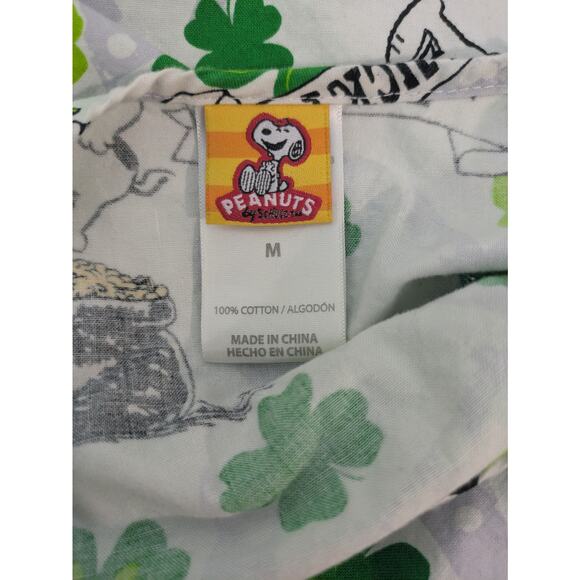 PEANUTS
by SCHULZ
M
100% COTTON / ALGODÓN
MADE IN CHINA
HECHO EN CHINA